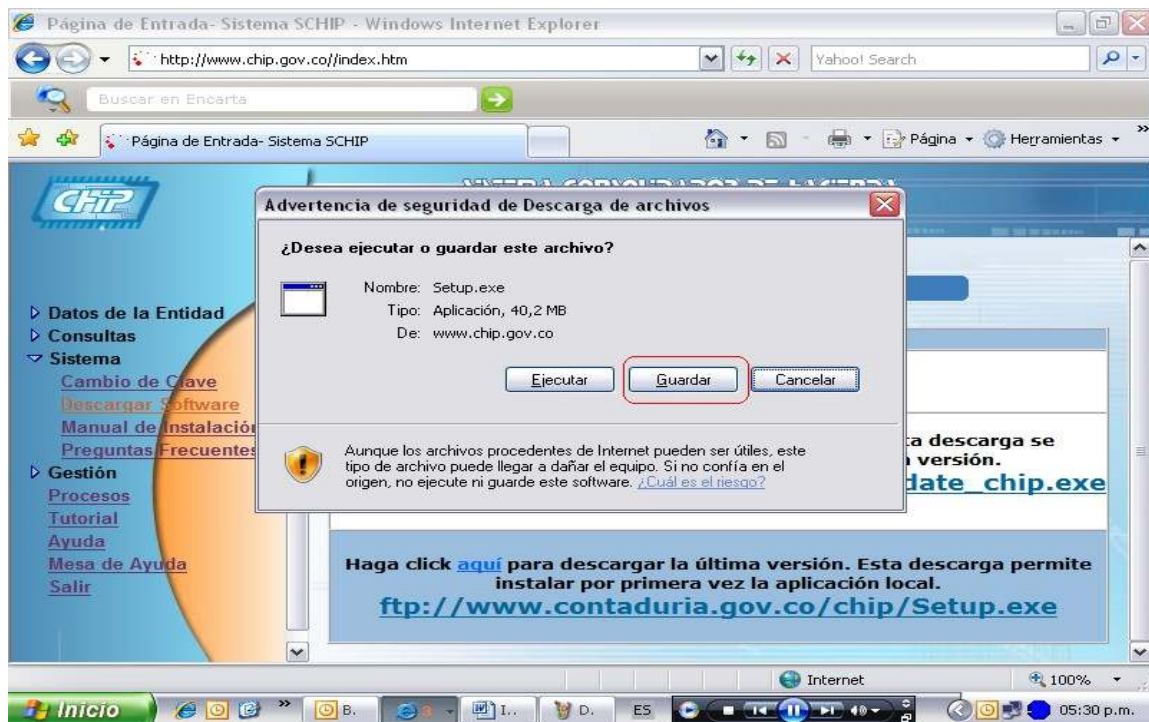 Página de Entrada- Sistema SCHIP - Windows Internet Explorer
http://www.chip.gov.co//index.htm
Yahoo! Search
Buscar en Encarta
Página de Entrada- Sistema SCHIP
Página
Herramientas
CHIP
Advertencia de seguridad de Descarga de archivos
¿Desea ejecutar o guardar este archivo?
Nombre: Setup.exe
Tipo: Aplicación, 40,2 MB
De: www.chip.gov.co
Ejecutar
Guardar
Cancelar
Aunque los archivos procedentes de Internet pueden ser útiles, este
tipo de archivo puede llegar a dañar el equipo. Si no confía en el
origen, no ejecute ni guarde este software. ¿Cuál es el riesgo?
Datos de la Entidad
Consultas
Sistema
Cambio de Clave
Descargar Software
Manual de Instalación
Preguntas Frecuentes
Gestión
Procesos
Tutorial
Ayuda
Mesa de Ayuda
Salir
descarga se
versión.
date_chip.exe
Haga click aquí para descargar la última versión. Esta descarga permite
instalar por primera vez la aplicación local.
ftp://www.contaduria.gov.co/chip/Setup.exe
Internet
100%
Inicio
B.
I..
D.
ES
05:30 p.m.